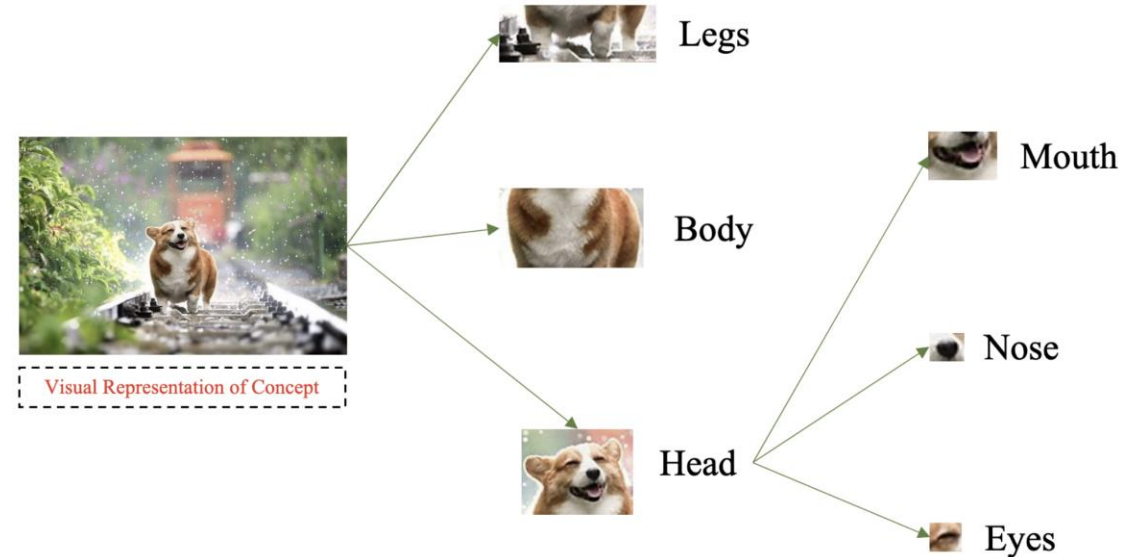 Legs
Mouth
Body
Visual Representation of Concept
Nose
Head
Eyes